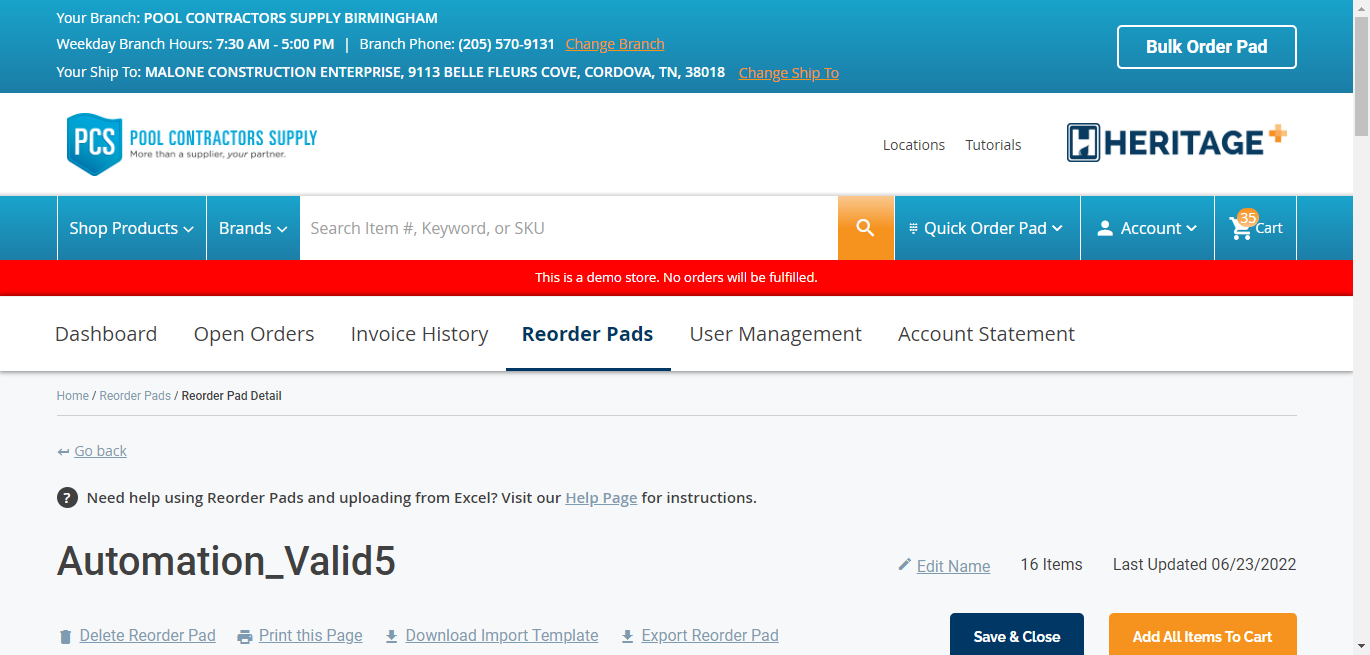 Your Branch: POOL CONTRACTORS SUPPLY BIRMINGHAM
Weekday Branch Hours: 7:30 AM - 5:00 PM | Branch Phone: (205) 570-9131 Change Branch
Your Ship To: MALONE CONSTRUCTION ENTERPRISE, 9113 BELLE FLEURS COVE, CORDOVA, TN, 38018 Change Ship To
Bulk Order Pad
PCS POOL CONTRACTORS SUPPLY
More than a supplier, your partner.
Locations Tutorials
H HERITAGE+
Shop Products Brands Search Item #, Keyword, or SKU Quick Order Pad Account 35 Cart
This is a demo store. No orders will be fulfilled.
Dashboard Open Orders Invoice History Reorder Pads User Management Account Statement
Home / Reorder Pads / Reorder Pad Detail
Go back
? Need help using Reorder Pads and uploading from Excel? Visit our Help Page for instructions.
Automation_Valid5
Edit Name 16 Items Last Updated 06/23/2022
Delete Reorder Pad Print this Page Download Import Template Export Reorder Pad
Save & Close Add All Items To Cart